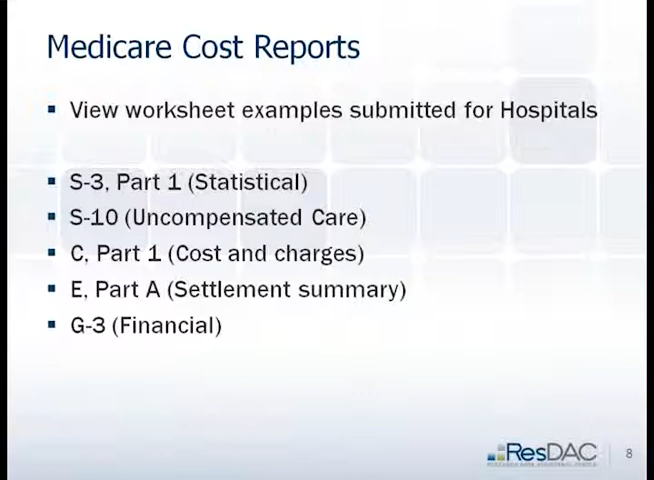 Medicare Cost Reports
▪ View worksheet examples submitted for Hospitals
▪ S-3, Part 1 (Statistical)
▪ S-10 (Uncompensated Care)
▪ C, Part 1 (Cost and charges)
▪ E, Part A (Settlement summary)
▪ G-3 (Financial)
ResDAC
8